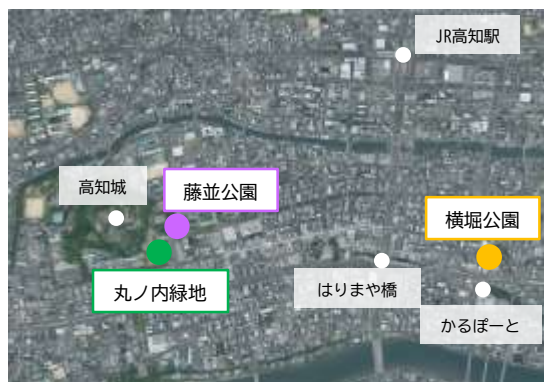 JR高知駅
高知城
藤並公園
横堀公園
丸ノ内緑地
はりまや橋
かるぽーと